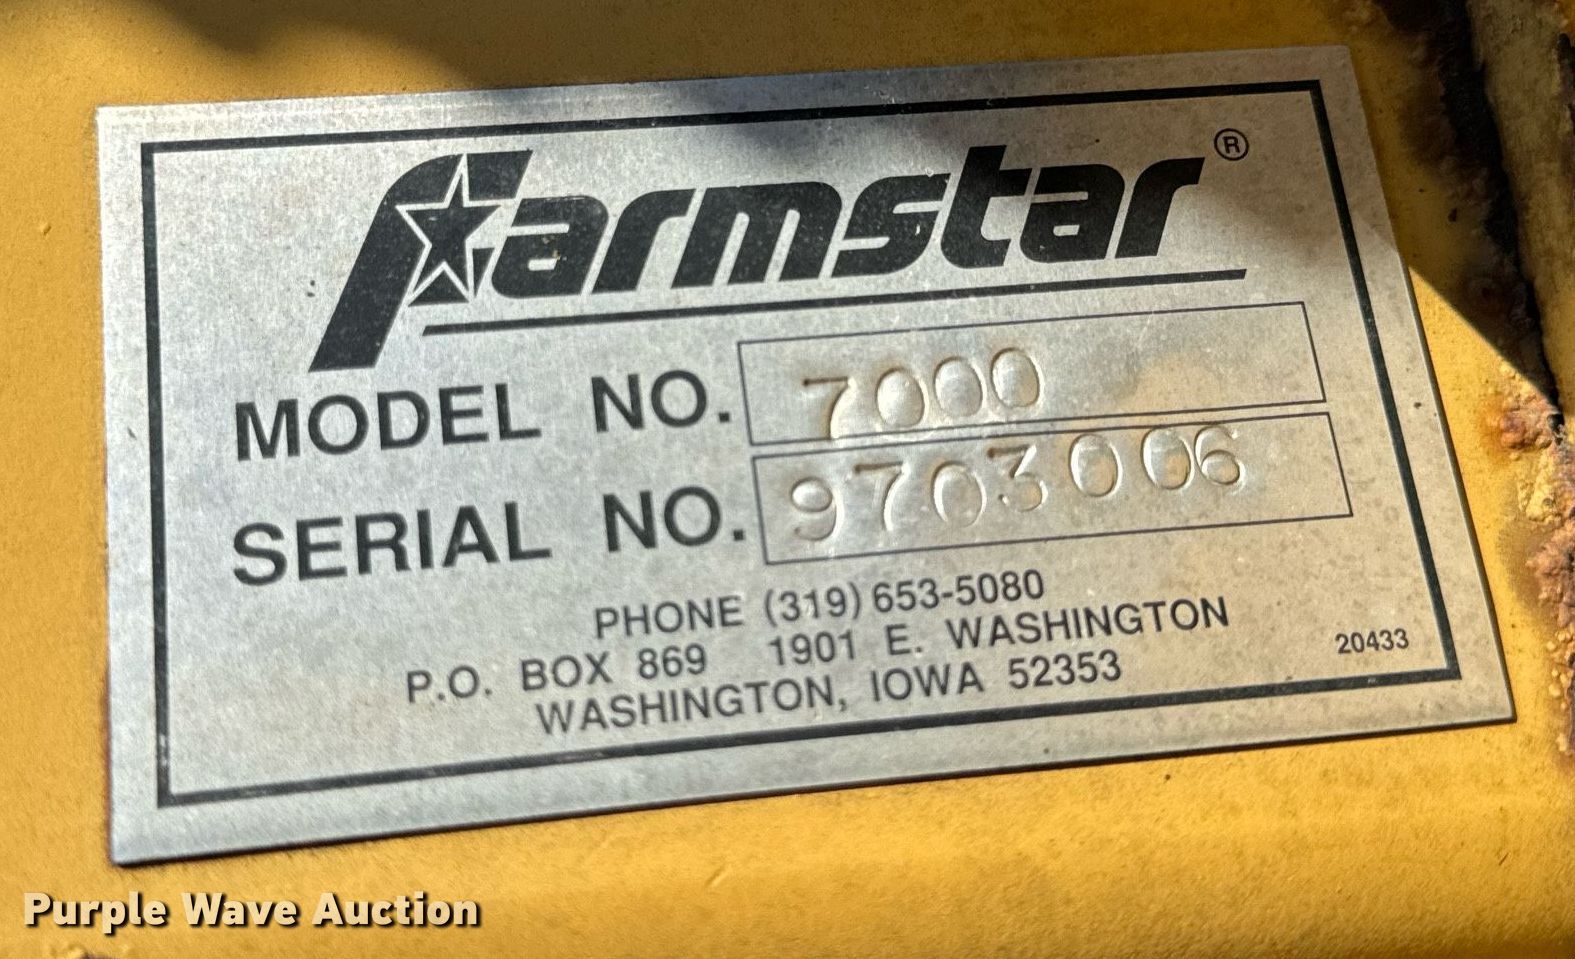 Farmstar®
MODEL NO. 7000
SERIAL NO. 9703006
PHONE (319) 653-5080
P.O. BOX 869 1901 E. WASHINGTON
WASHINGTON, IOWA 52353
20433
Purple Wave Auction